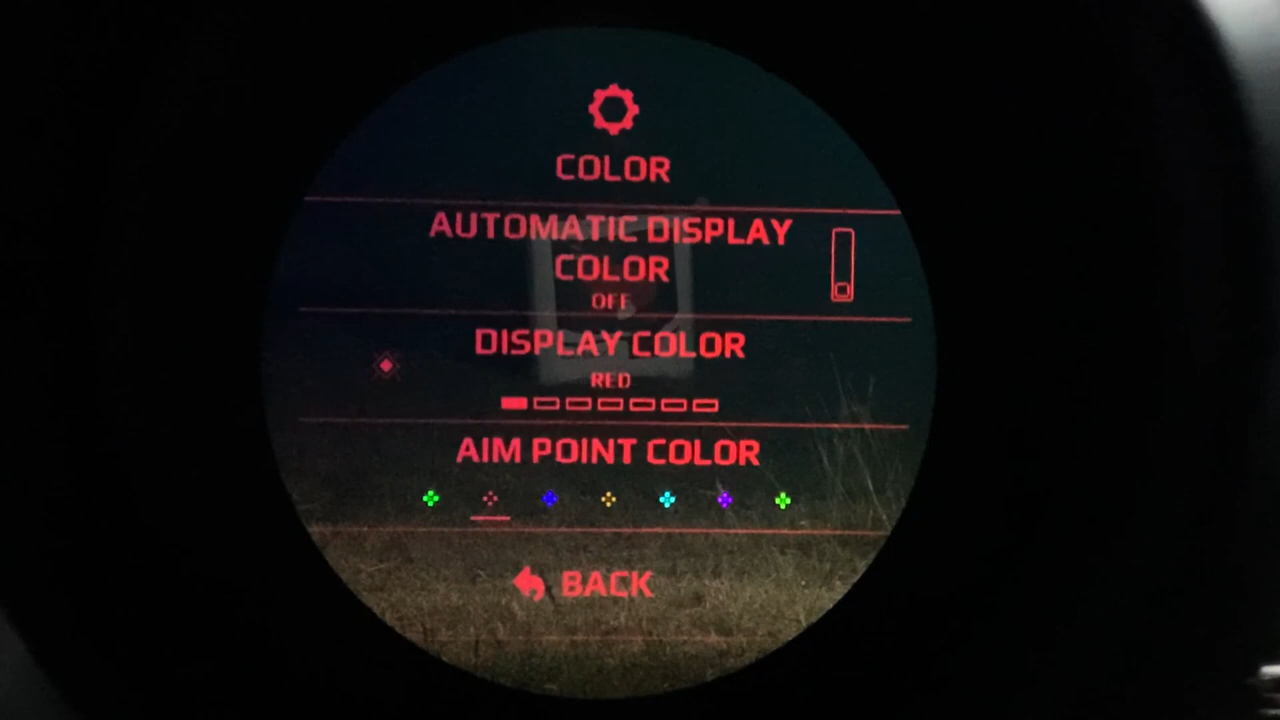 COLOR
AUTOMATIC DISPLAY
COLOR
OFF
DISPLAY COLOR
RED
AIM POINT COLOR
BACK